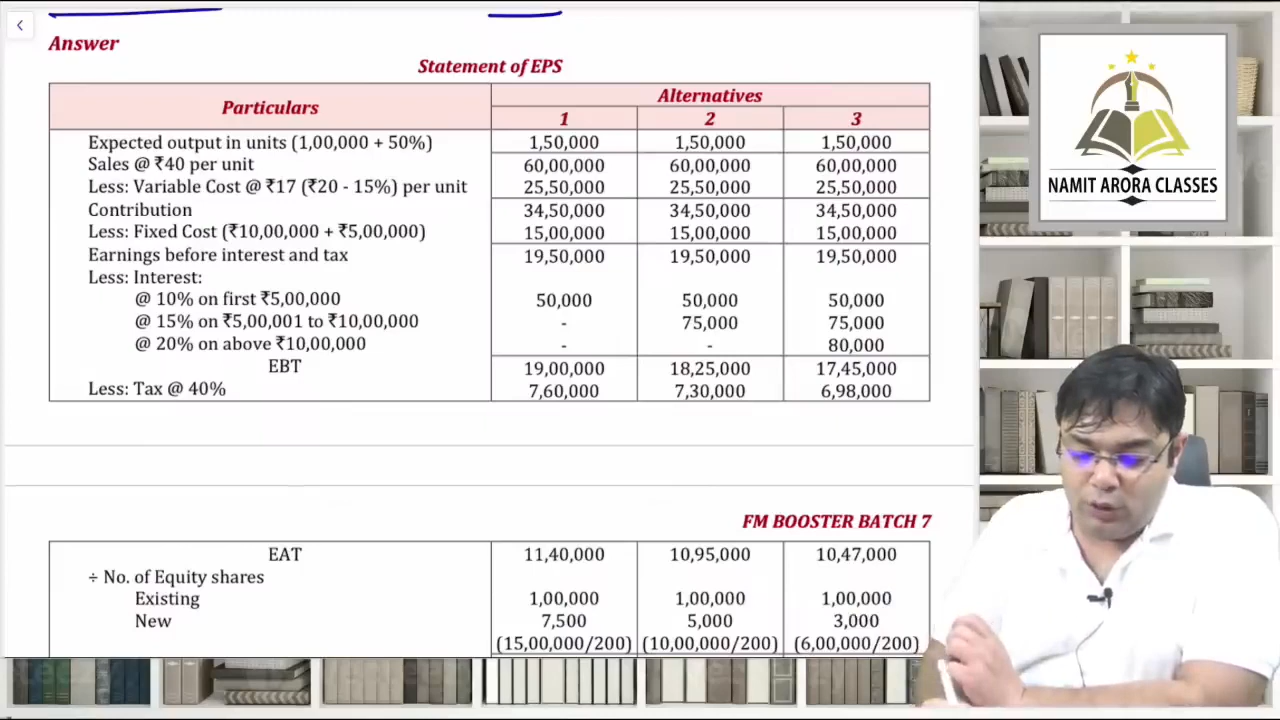 Answer
Statement of EPS
Particulars Alternatives
1 2 3
Expected output in units (1,00,000 + 50%) 1,50,000 1,50,000 1,50,000
Sales @ ₹40 per unit 60,00,000 60,00,000 60,00,000
Less: Variable Cost @ ₹17 (₹20 - 15%) per unit 25,50,000 25,50,000 25,50,000
Contribution 34,50,000 34,50,000 34,50,000
Less: Fixed Cost (₹10,00,000 + ₹5,00,000) 15,00,000 15,00,000 15,00,000
Earnings before interest and tax 19,50,000 19,50,000 19,50,000
Less: Interest:
@ 10% on first ₹5,00,000 50,000 50,000 50,000
@ 15% on ₹5,00,001 to ₹10,00,000 - 75,000 75,000
@ 20% on above ₹10,00,000 - - 80,000
EBT 19,00,000 18,25,000 17,45,000
Less: Tax @ 40% 7,60,000 7,30,000 6,98,000
FM BOOSTER BATCH 7
EAT 11,40,000 10,95,000 10,47,000
÷ No. of Equity shares
Existing 1,00,000 1,00,000 1,00,000
New 7,500 5,000 3,000
(15,00,000/200) (10,00,000/200) (6,00,000/200)
NAMIT ARORA CLASSES